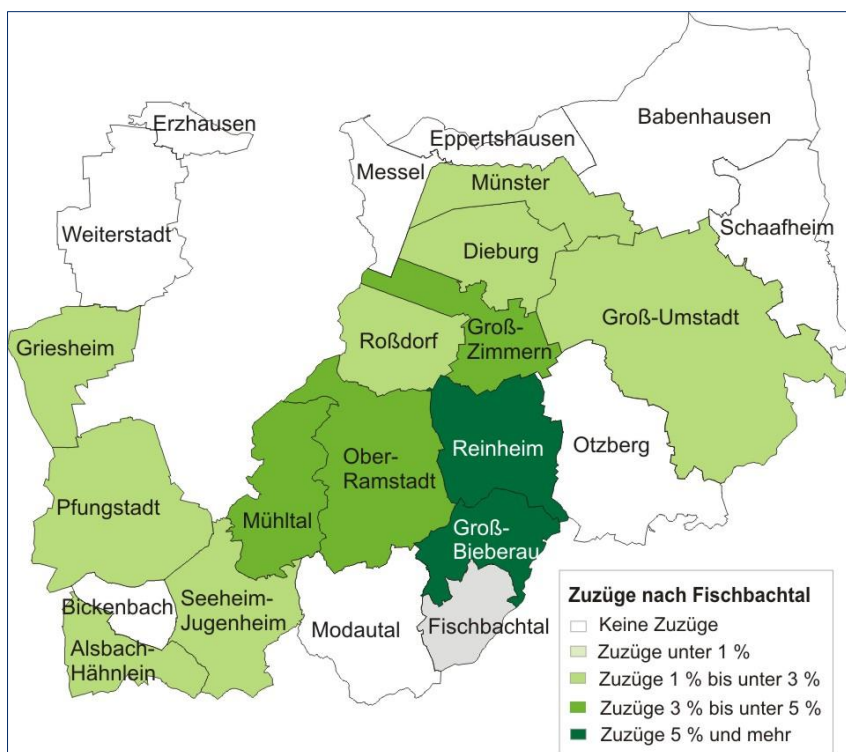 Babenhausen
Erzhausen
Eppertshausen
Messel
Münster
Schaafheim
Weiterstadt
Dieburg
Groß-Umstadt
Griesheim
Roßdorf
Groß-
Zimmern
Reinheim
Otzberg
Ober-
Ramstadt
Pfungstadt
Mühltal
Groß-
Bieberau
Bickenbach
Seeheim-
Jugenheim
Modautal
Fischbachtal
Alsbach-
Hähnlein
Zuzüge nach Fischbachtal
Keine Zuzüge
Zuzüge unter 1 %
Zuzüge 1 % bis unter 3 %
Zuzüge 3 % bis unter 5 %
Zuzüge 5 % und mehr